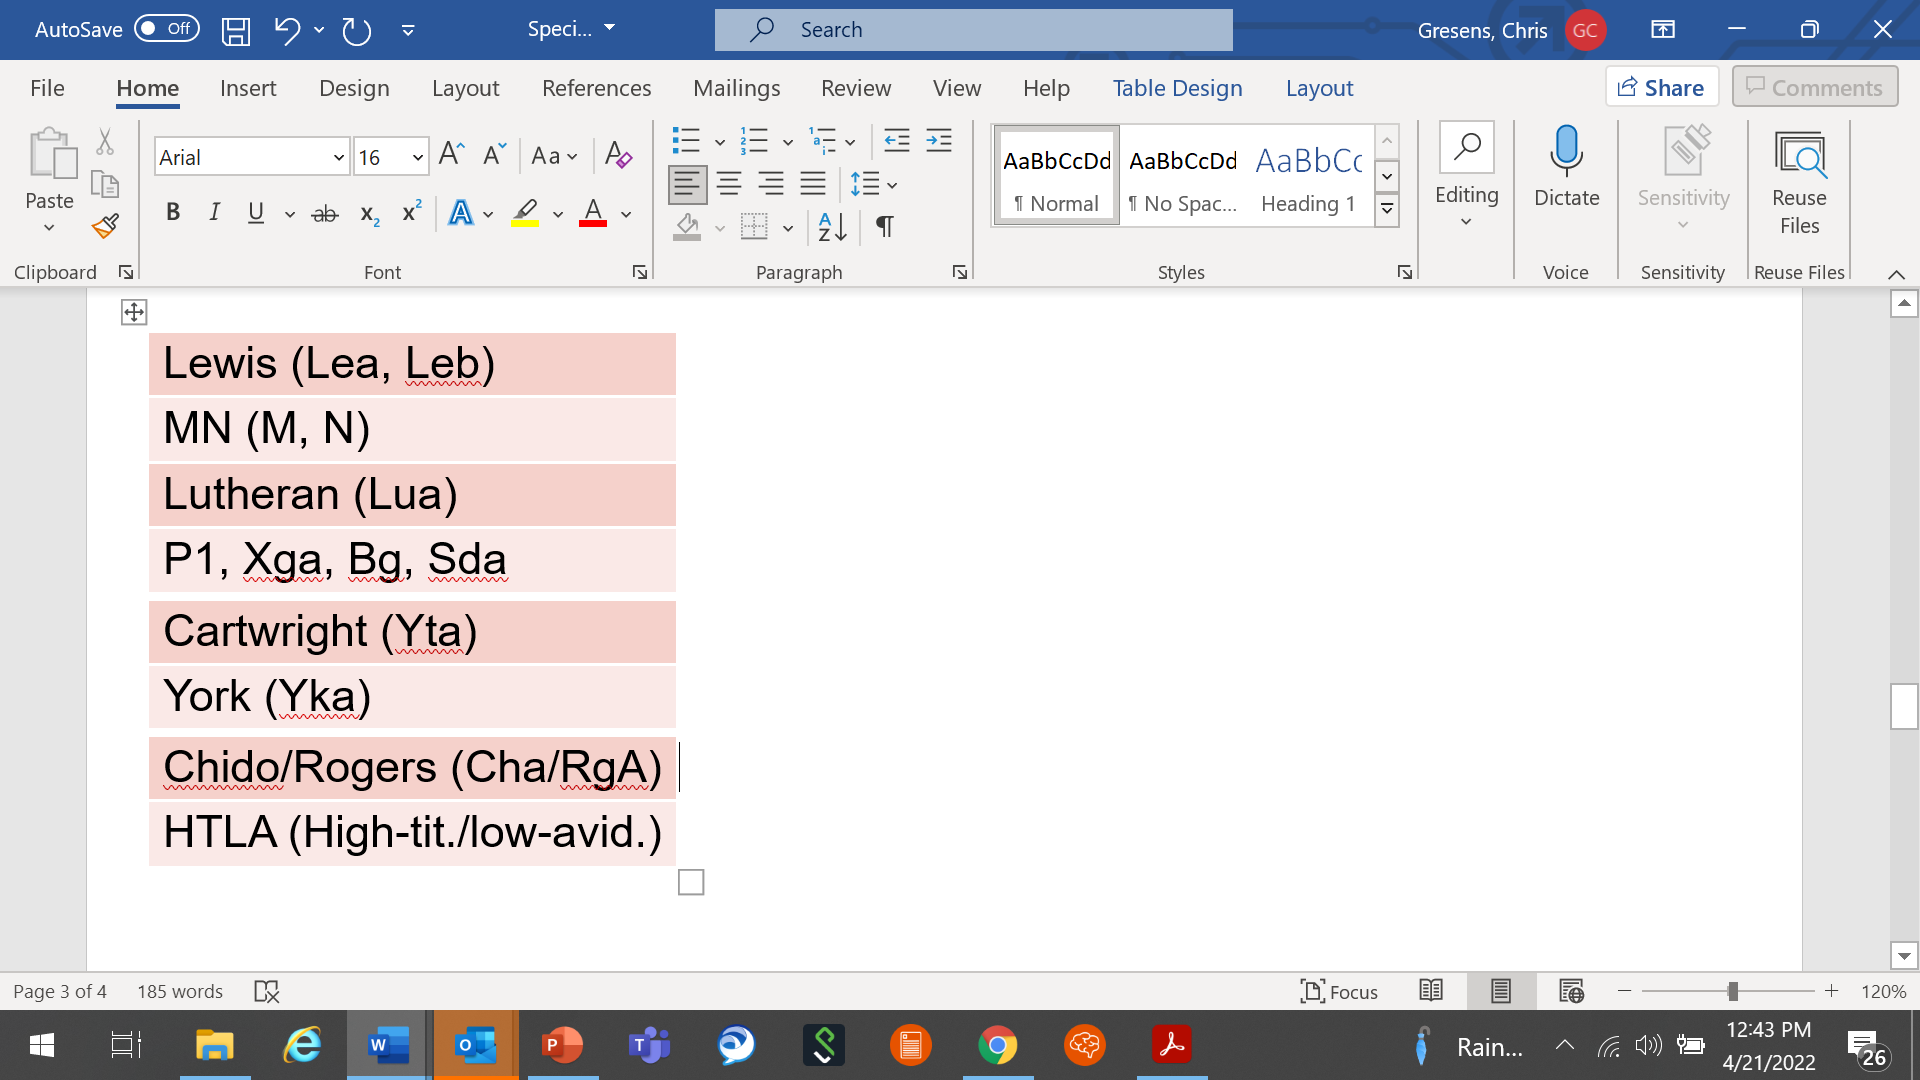 AutoSave Off Speci... Search Gresens, Chris GC
File Home Insert Design Layout References Mailings Review View Help Table Design Layout Share Comments
Arial 16 Aa AaBbCcDd AaBbCcDd AaBbCc
Paste ¶ Normal ¶ No Spac... Heading 1 Editing Dictate Sensitivity Reuse Files
B I U ab x2 x2 A A A Z ¶
Clipboard Font Paragraph Styles Voice Sensitivity Reuse Files
Lewis (Lea, Leb)
MN (M, N)
Lutheran (Lua)
P1, Xga, Bg, Sda
Cartwright (Yta)
York (Yka)
Chido/Rogers (Cha/RgA)
HTLA (High-tit./low-avid.)
Page 3 of 4 185 words Focus 120%
Rain... 12:43 PM
4/21/2022 26